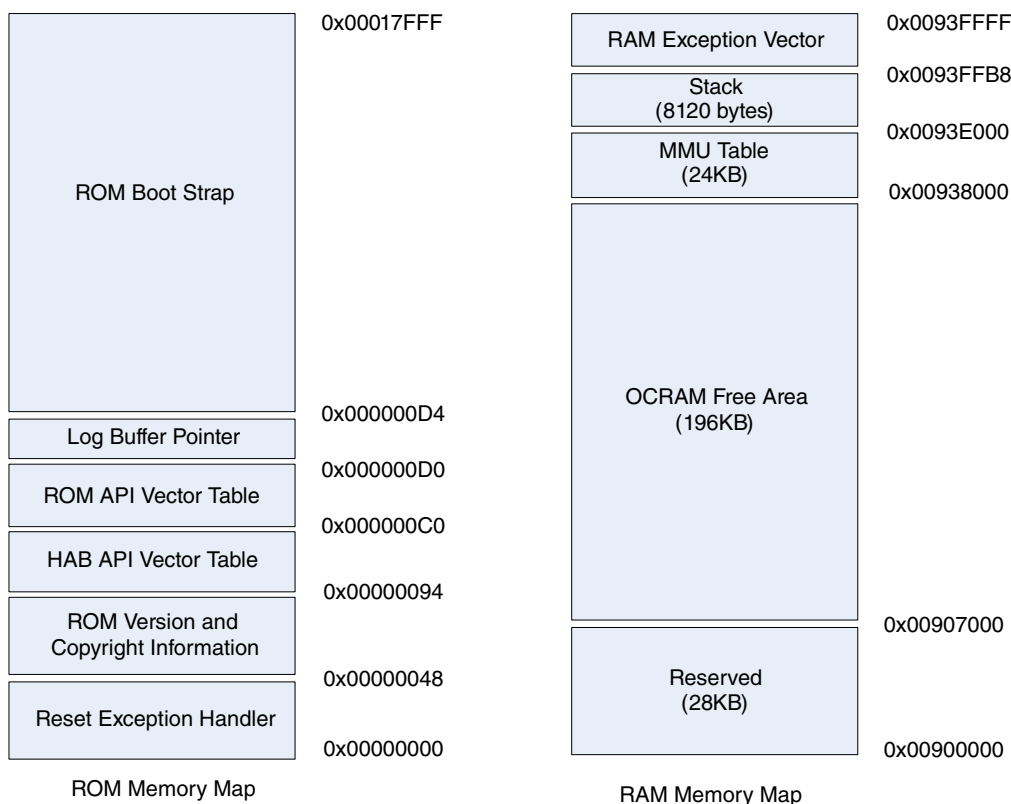 0x00017FFF
ROM Boot Strap
0x000000D4
Log Buffer Pointer
0x000000D0
ROM API Vector Table
0x000000C0
HAB API Vector Table
0x00000094
ROM Version and
Copyright Information
0x00000048
Reset Exception Handler
0x00000000
ROM Memory Map
0x0093FFFF
RAM Exception Vector
0x0093FFB8
Stack
(8120 bytes)
0x0093E000
MMU Table
(24KB)
0x00938000
OCRAM Free Area
(196KB)
0x00907000
Reserved
(28KB)
0x00900000
RAM Memory Map